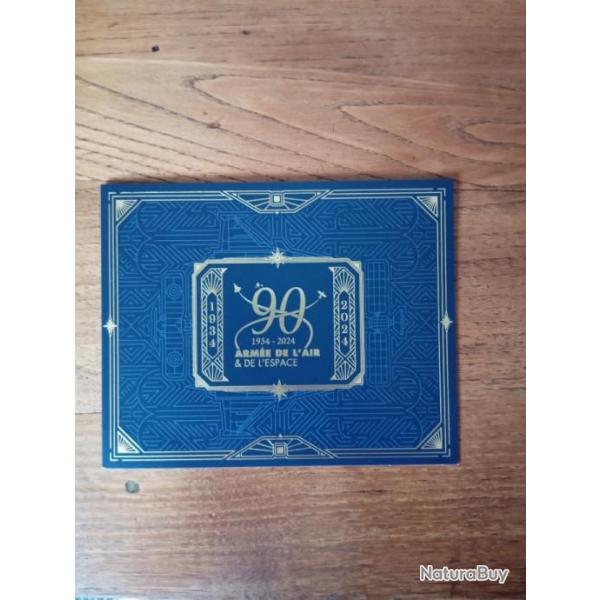 90
1934
1934 - 2024
2024
ARMÉE DE L'AIR
& DE L'ESPACE
NaturaBuy